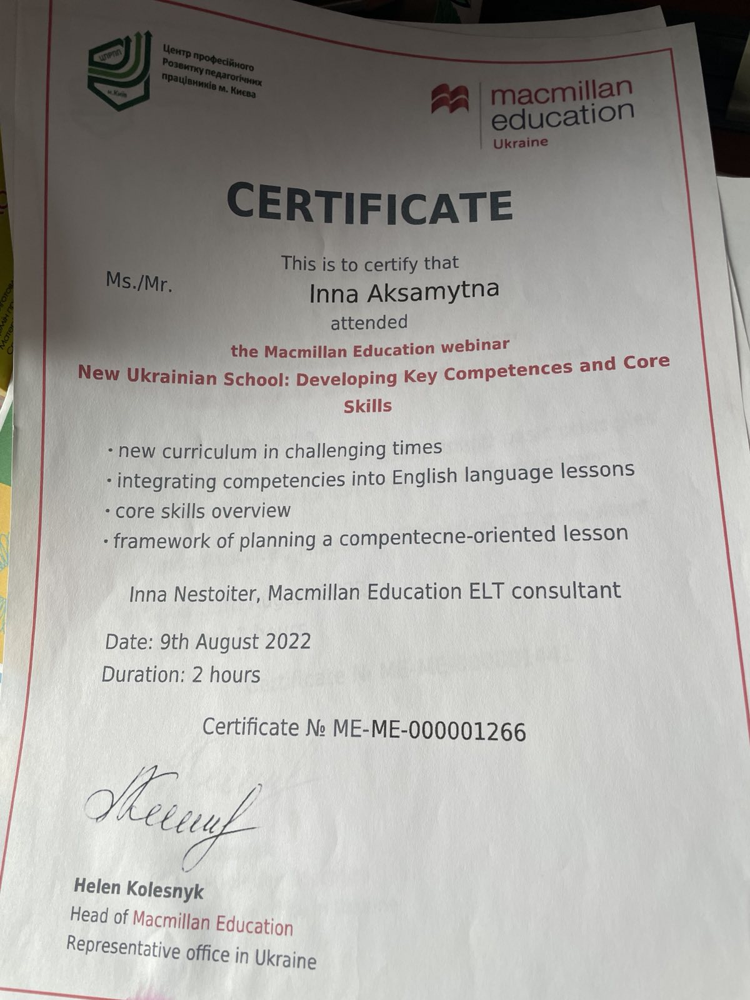 ЦПРПП
м.Київ
Центр професійного
Розвитку педагогічних
працівників м. Києва
macmillan
education
Ukraine
CERTIFICATE
This is to certify that
Ms./Mr.
Inna Aksamytna
attended
the Macmillan Education webinar
New Ukrainian School: Developing Key Competences and Core
Skills
· new curriculum in challenging times
· integrating competencies into English language lessons
· core skills overview
· framework of planning a compentecne-oriented lesson
Inna Nestoiter, Macmillan Education ELT consultant
Date: 9th August 2022
Duration: 2 hours
Certificate № ME-ME-000001266
Helen Kolesnyk
Head of Macmillan Education
Representative office in Ukraine